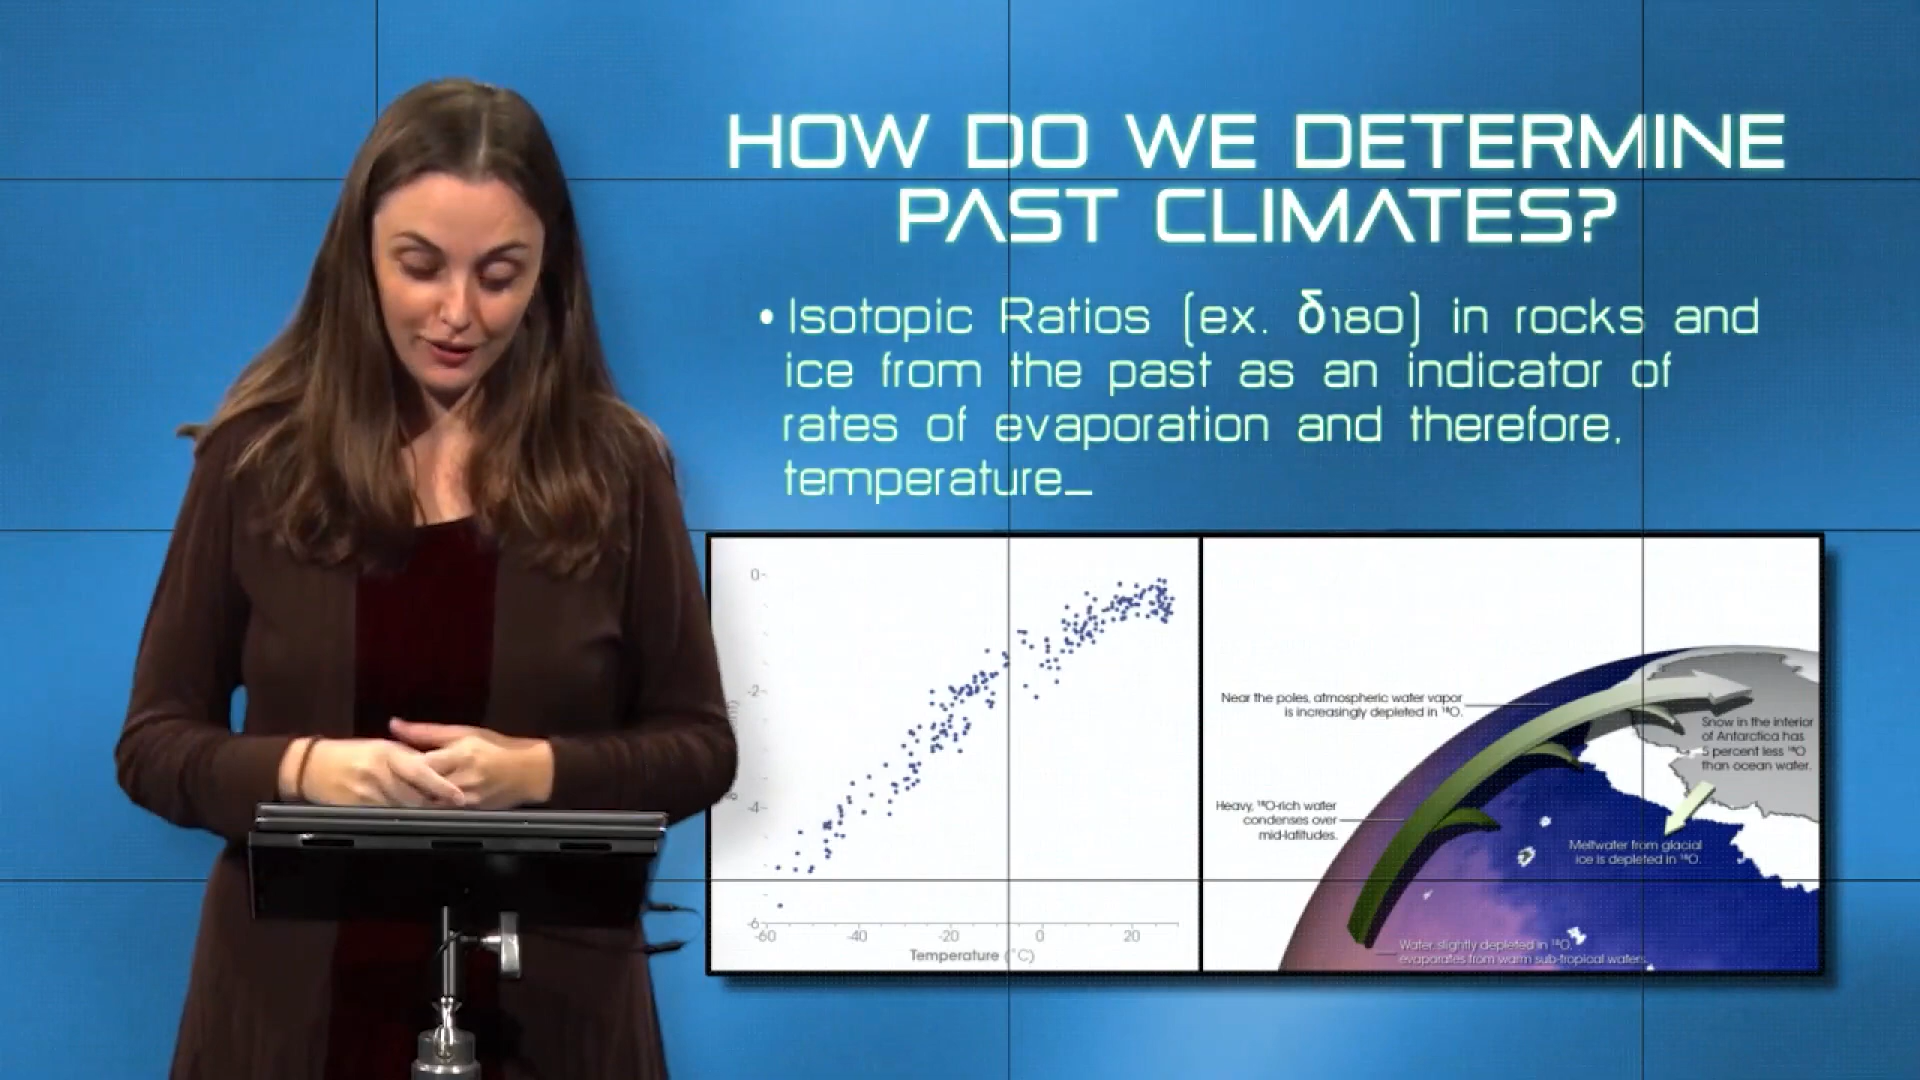 HOW DO WE DETERMINE
PAST CLIMATES?
• Isotopic Ratios (ex. δ18O) in rocks and
ice from the past as an indicator of
rates of evaporation and therefore,
temperature_
0
-2
-4
-6
-60
-40
-20
0
20
Temperature (°C)
Near the poles, atmospheric water vapor
is increasingly depleted in ¹⁸O.
Snow in the interior
of Antarctica has
5 percent less ¹⁸O
than ocean water.
Heavy, ¹⁸O-rich water
condenses over
mid-latitudes.
Meltwater from glacial
ice is depleted in ¹⁸O.
Water, slightly depleted in ¹⁸O,
evaporates from warm sub-tropical waters.